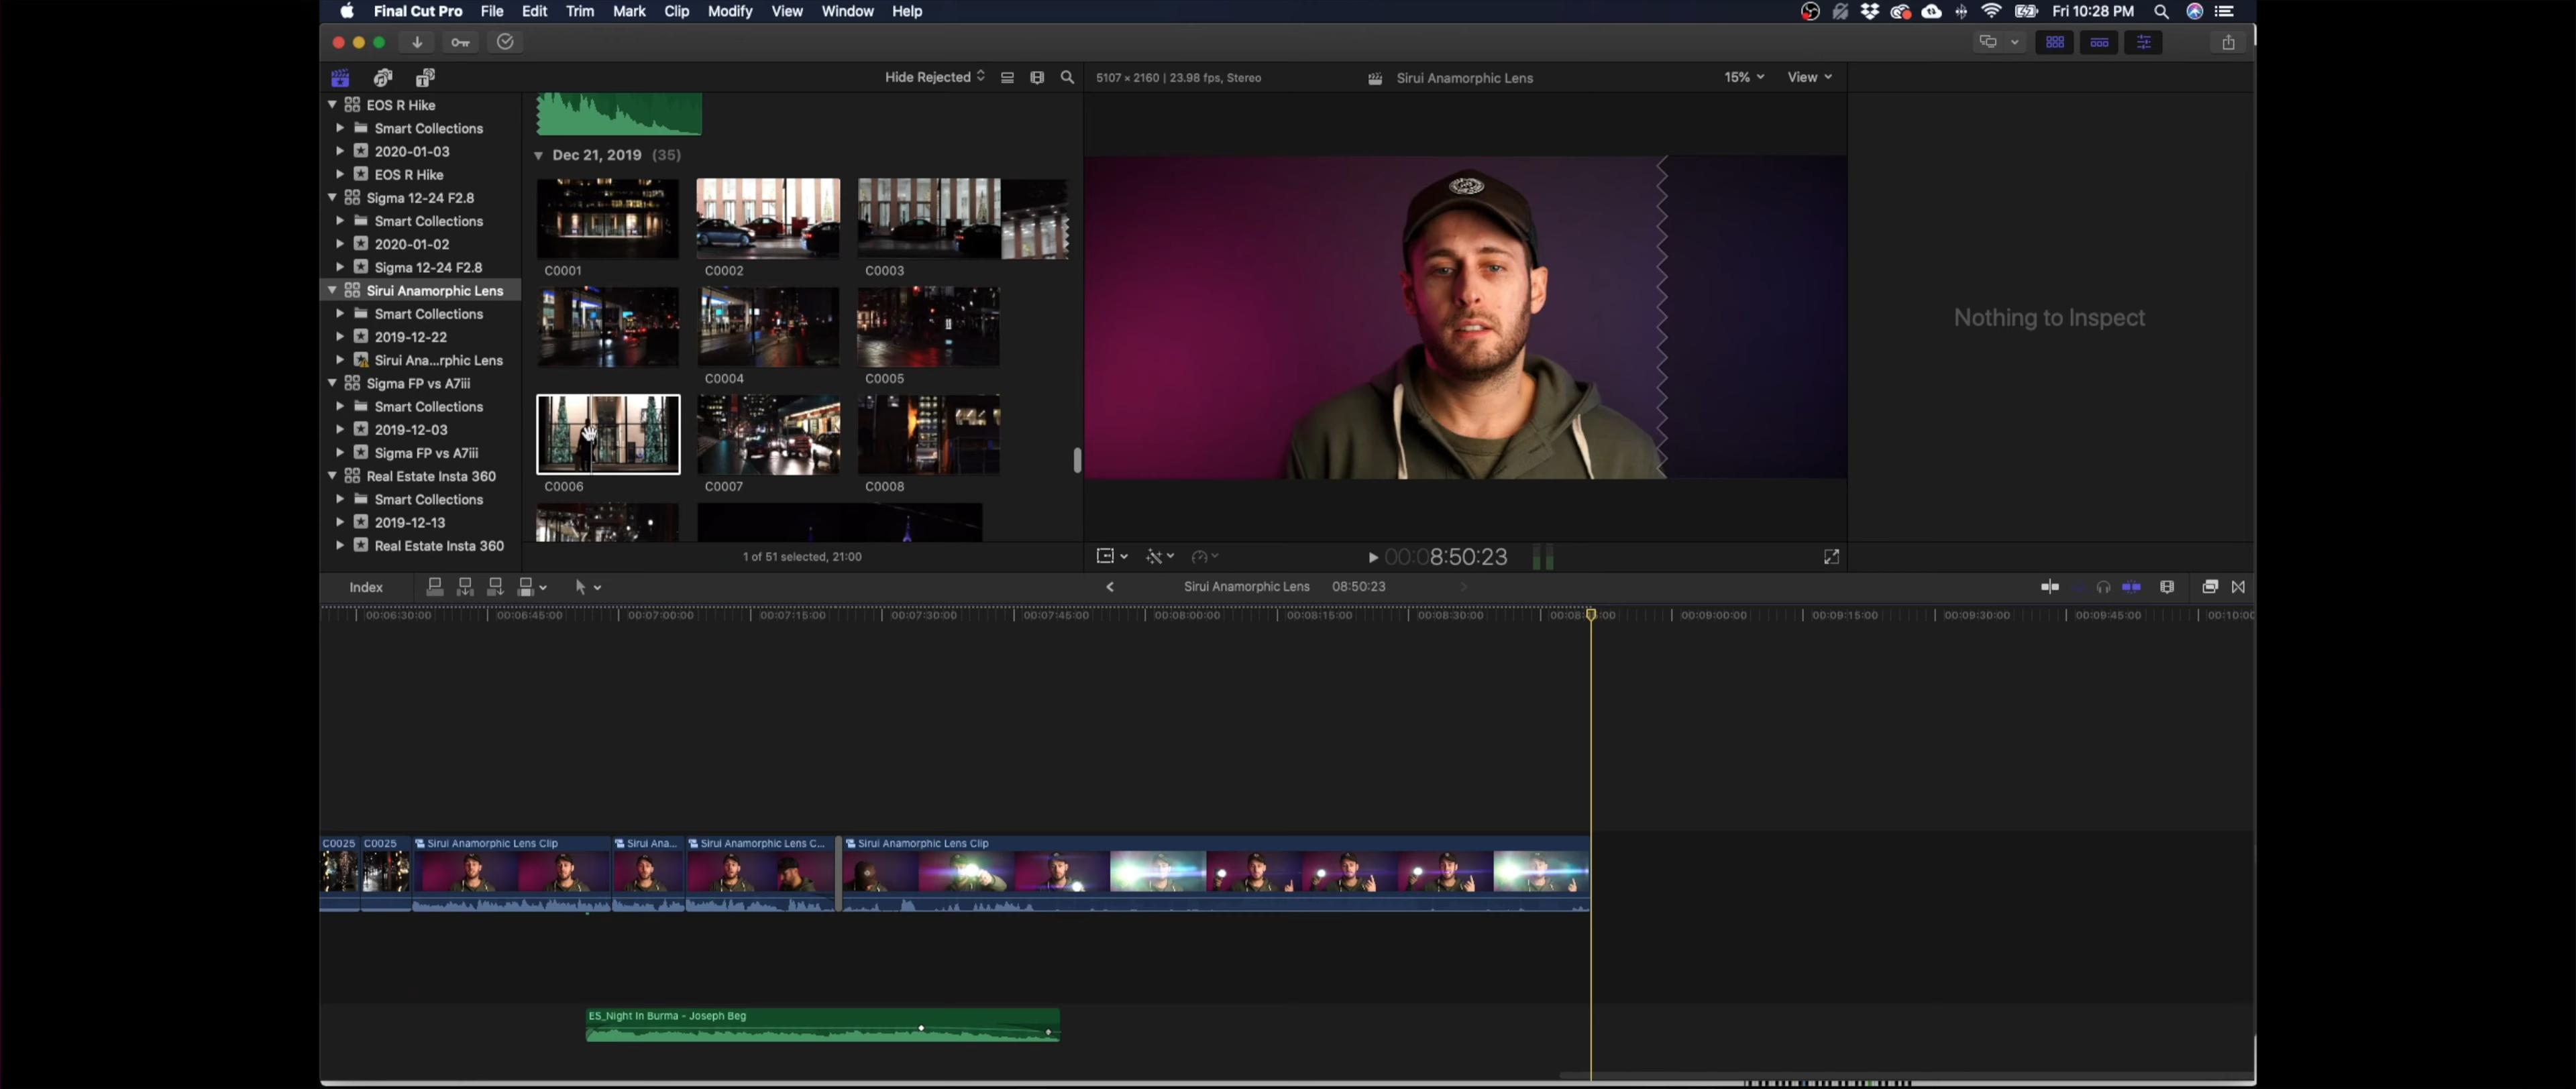 Final Cut Pro File Edit Trim Mark Clip Modify View Window Help
Fri 10:28 PM
Hide Rejected
5107 × 2160 | 23.98 fps, Stereo
Sirui Anamorphic Lens
15%
View
EOS R Hike
Smart Collections
2020-01-03
EOS R Hike
Sigma 12-24 F2.8
Smart Collections
2020-01-02
Sigma 12-24 F2.8
Sirui Anamorphic Lens
Smart Collections
2019-12-22
Sirui Ana...rphic Lens
Sigma FP vs A7iii
Smart Collections
2019-12-03
Sigma FP vs A7iii
Real Estate Insta 360
Smart Collections
2019-12-13
Real Estate Insta 360
Dec 21, 2019 (35)
C0001 C0002 C0003
C0004 C0005
C0006 C0007 C0008
1 of 51 selected, 21:00
Nothing to Inspect
00:08:50:23
Index
Sirui Anamorphic Lens 08:50:23
00:06:30:00 00:06:45:00 00:07:00:00 00:07:15:00 00:07:30:00 00:07:45:00 00:08:00:00 00:08:15:00 00:08:30:00 00:09:00:00 00:09:15:00 00:09:30:00 00:09:45:00 00:10:00
C0025 C0025 Sirui Anamorphic Lens Clip Sirui Ana... Sirui Anamorphic Lens C... Sirui Anamorphic Lens Clip
ES_Night In Burma - Joseph Beg